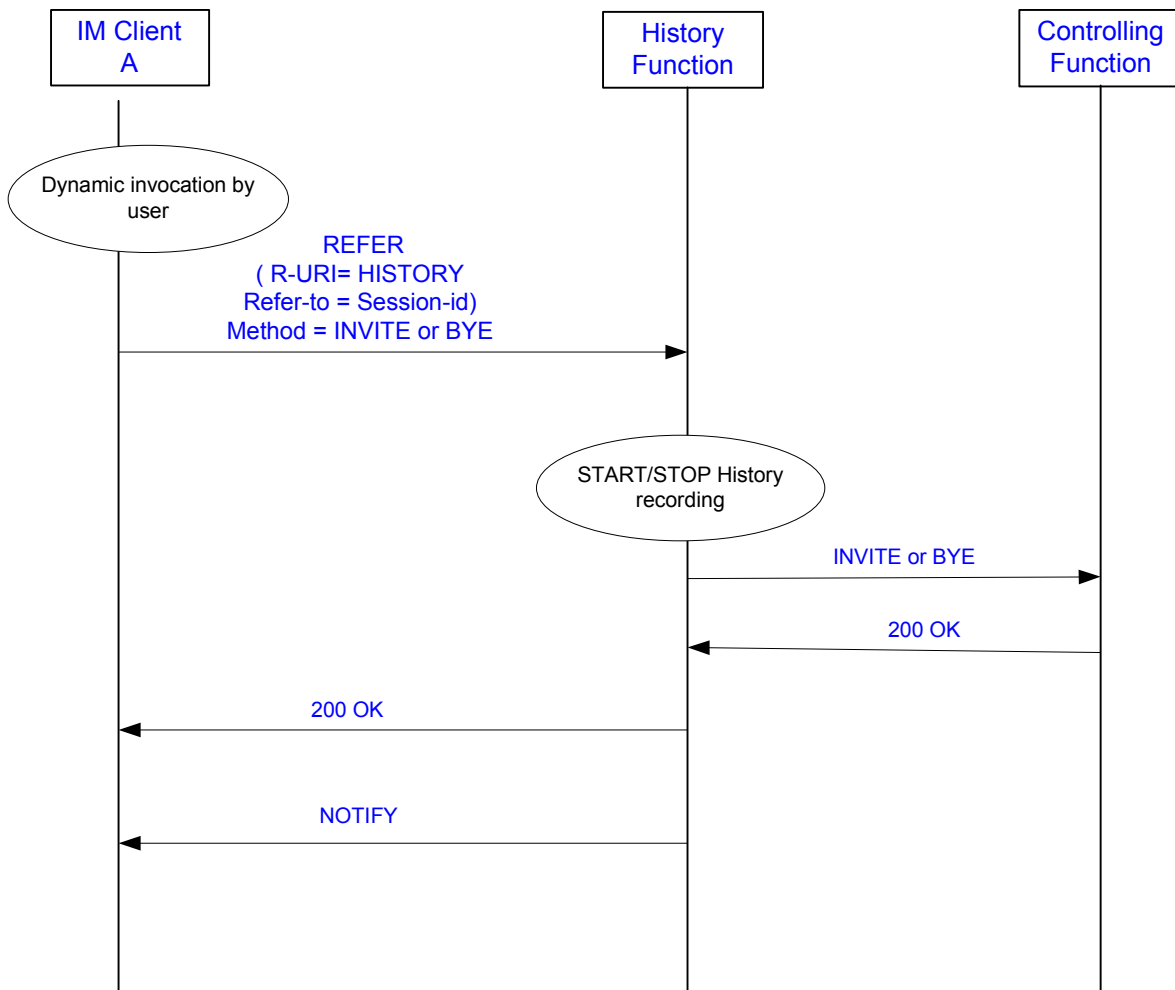 IM Client
A
History
Function
Controlling
Function
Dynamic invocation by
user
REFER
( R-URI= HISTORY
Refer-to = Session-id)
Method = INVITE or BYE
START/STOP History
recording
INVITE or BYE
200 OK
200 OK
NOTIFY